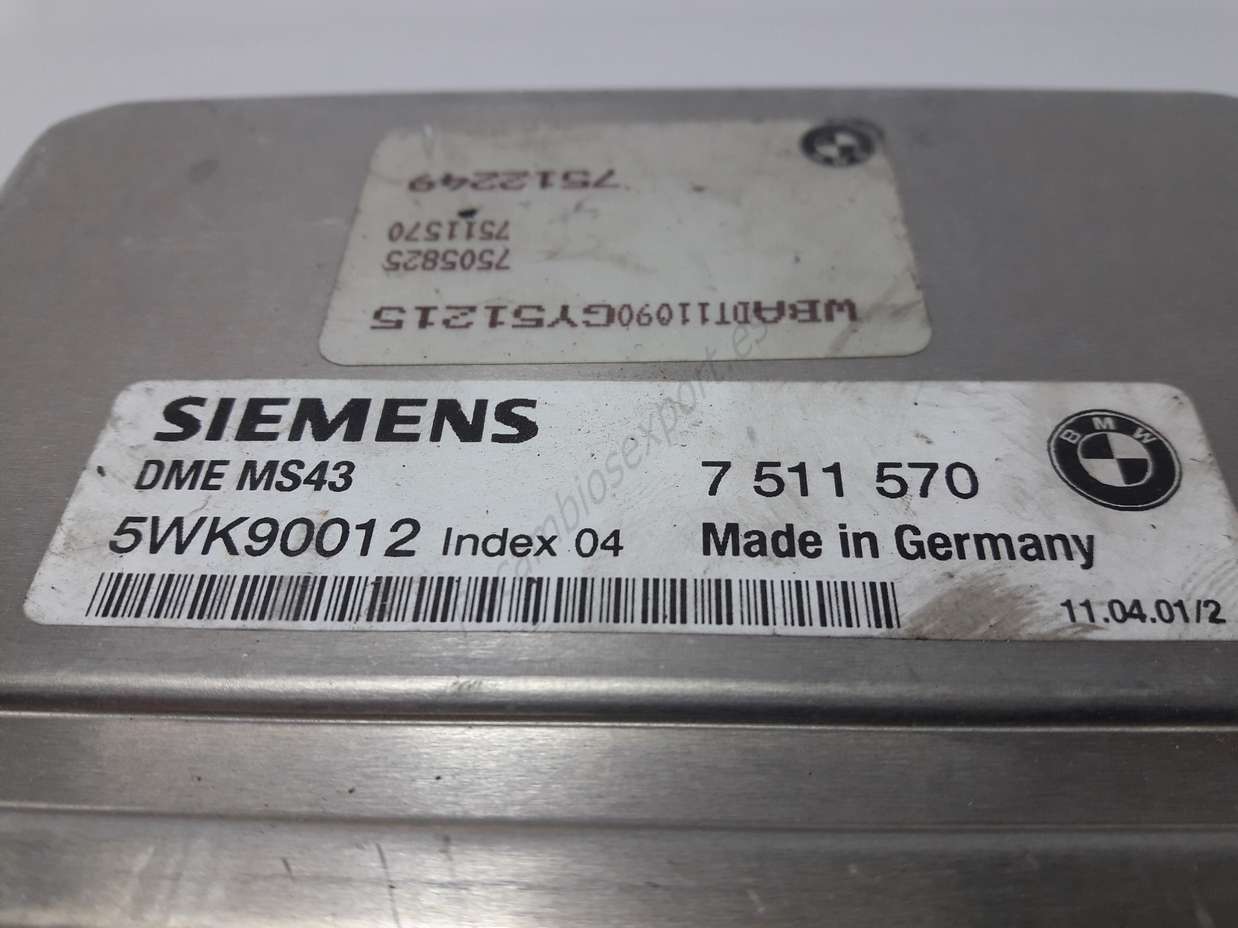 7512249
7511570
7505825
WBADT11090GY51215
SIEMENS
DME MS43
7 511 570
BMW
5WK90012 Index 04
Made in Germany
11.04.01/2